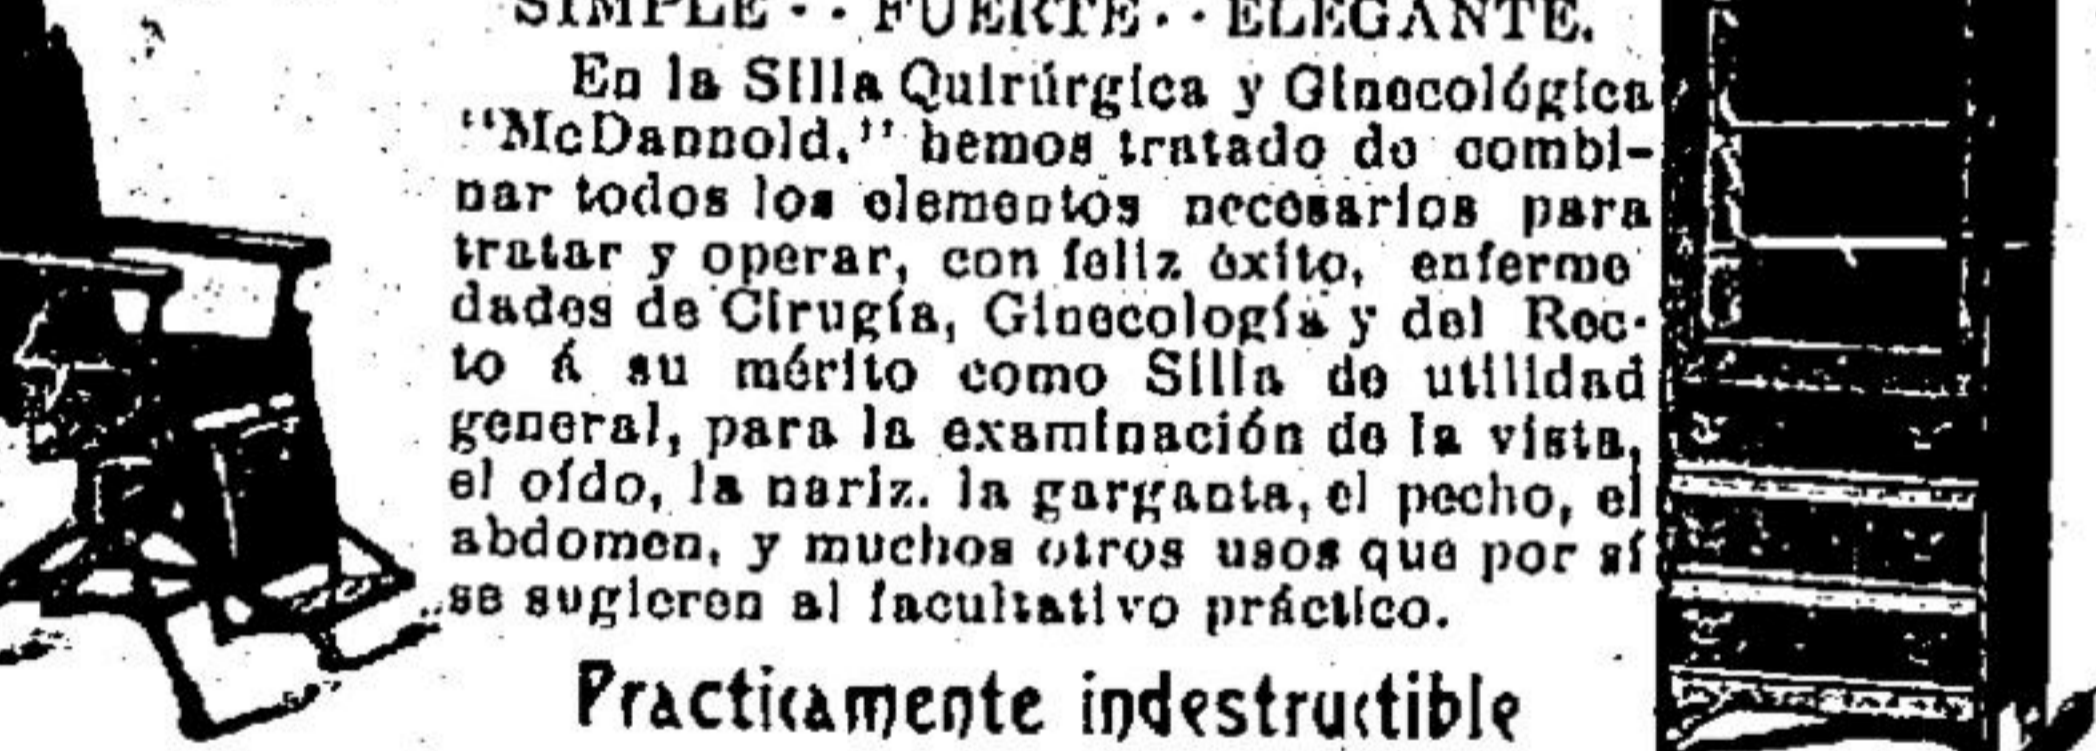 SIMPLE - - FUERTE - - ELEGANTE.
En la Silla Quirúrgica y Ginecológica
"McDannold," hemos tratado de combi-
nar todos los elementos necesarios para
tratar y operar, con feliz éxito, enferme
dades de Cirugía, Ginecología y del Rec-
to á su mérito como Silla de utilidad
general, para la examinación de la vista,
el oído, la nariz. la garganta, el pecho, el
abdomen, y muchos otros usos que por sí
se sugieren al facultativo práctico.
Practicamente indestructible